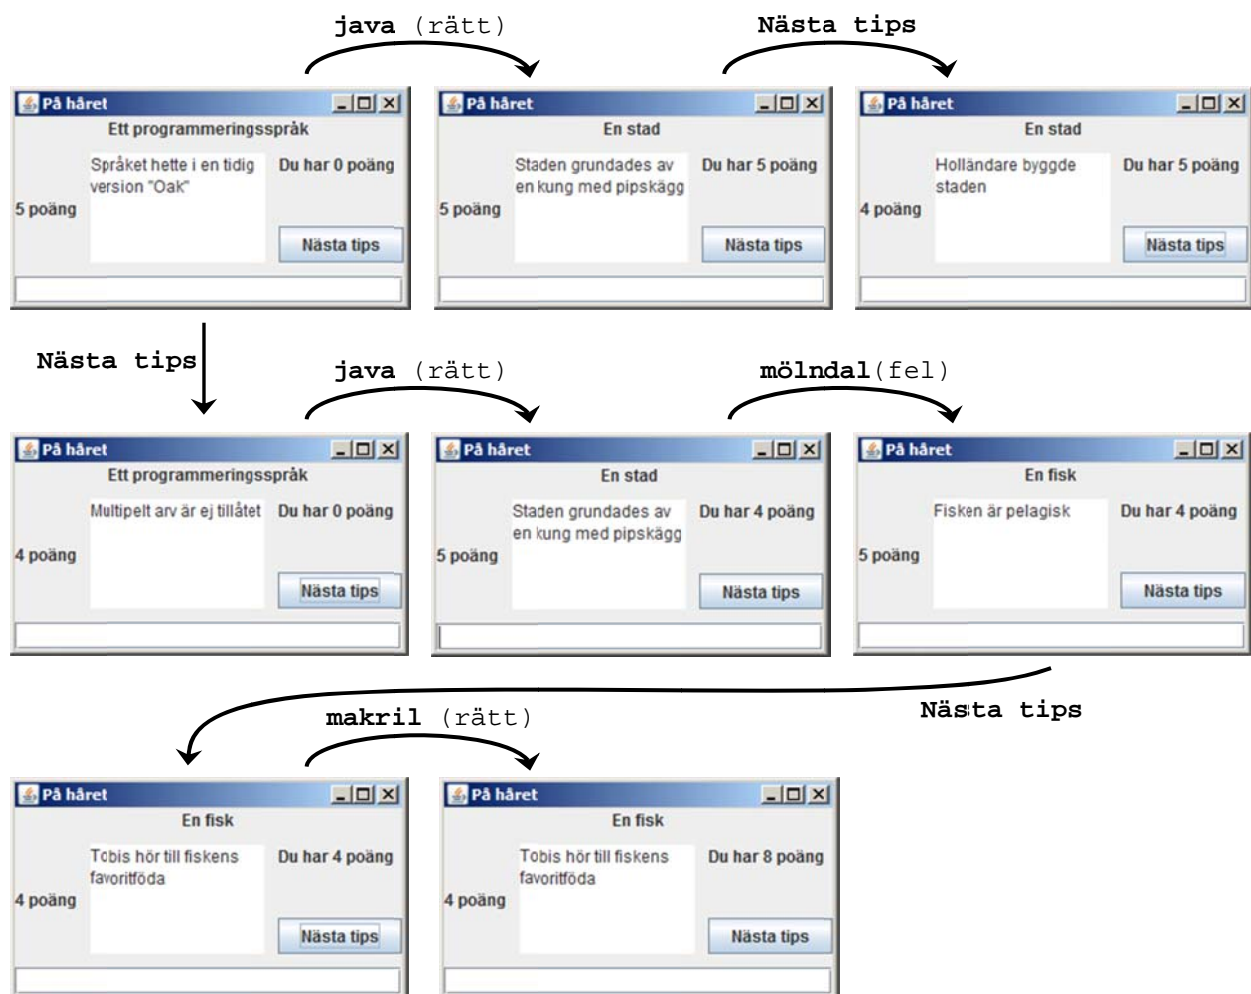 java (rätt)
Nästa tips
På håret
Ett programmeringsspråk
Språket hette i en tidig
version "Oak"
Du har 0 poäng
5 poäng
Nästa tips
På håret
En stad
Staden grundades av
en kung med pipskägg
Du har 5 poäng
5 poäng
Nästa tips
På håret
En stad
Holländare byggde
staden
Du har 5 poäng
4 poäng
Nästa tips
Nästa tips
java (rätt)
mölndal(fel)
På håret
Ett programmeringsspråk
Multipelt arv är ej tillåtet
Du har 0 poäng
4 poäng
Nästa tips
På håret
En stad
Staden grundades av
en kung med pipskägg
Du har 4 poäng
5 poäng
Nästa tips
På håret
En fisk
Fisken är pelagisk
Du har 4 poäng
5 poäng
Nästa tips
makril (rätt)
Nästa tips
På håret
En fisk
Tobis hör till fiskens
favoritföda
Du har 4 poäng
4 poäng
Nästa tips
På håret
En fisk
Tobis hör till fiskens
favoritföda
Du har 8 poäng
4 poäng
Nästa tips